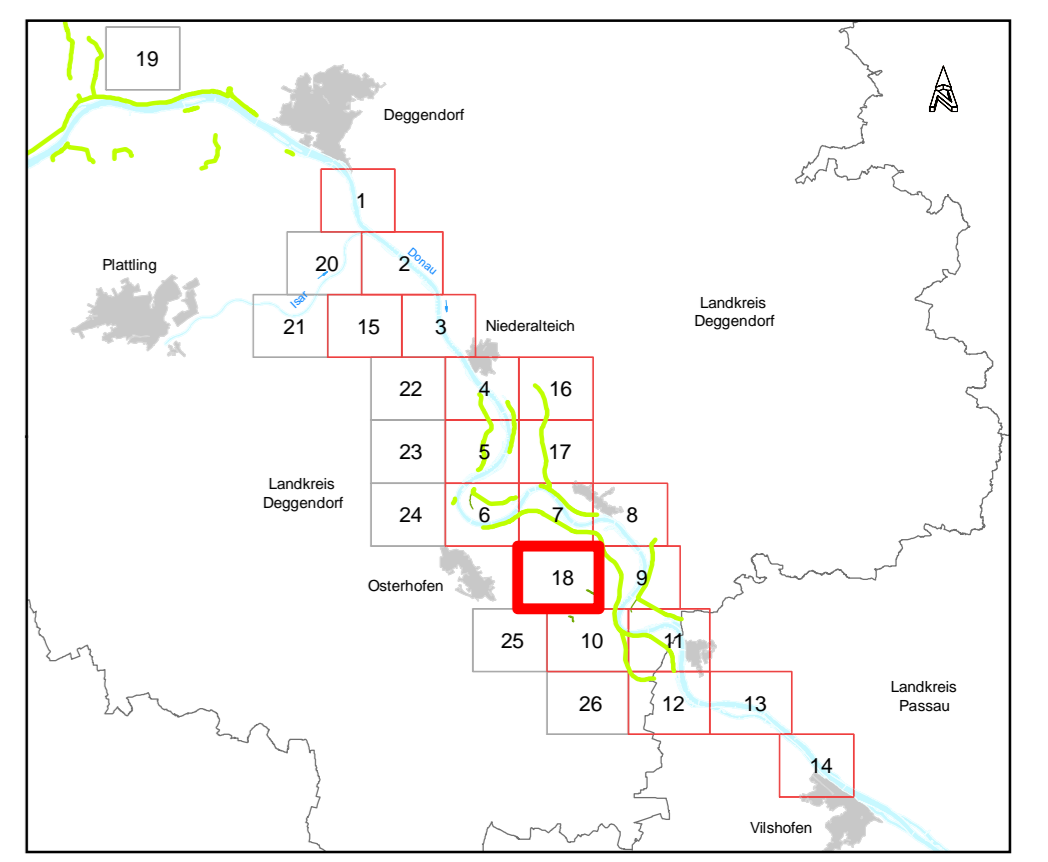 19
Deggendorf
1
Plattling
20
2
Donau
Isar
21
15
3
Niederalteich
Landkreis
Deggendorf
22
4
16
23
5
17
Landkreis
Deggendorf
24
6
7
8
Osterhofen
18
9
25
10
11
26
12
13
Landkreis
Passau
14
Vilshofen
N